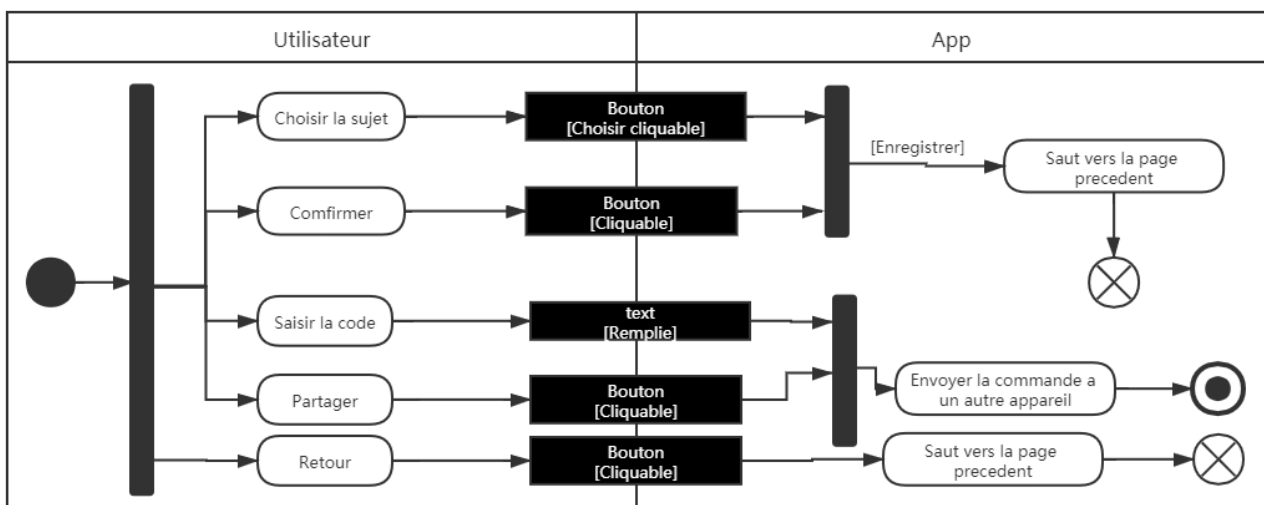 Utilisateur
App
Choisir la sujet
Bouton
[Choisir cliquable]
[Enregistrer]
Saut vers la page
precedent
Comfirmer
Bouton
[Cliquable]
Saisir la code
text
[Remplie]
Partager
Bouton
[Cliquable]
Envoyer la commande a
un autre appareil
Retour
Bouton
[Cliquable]
Saut vers la page
precedent